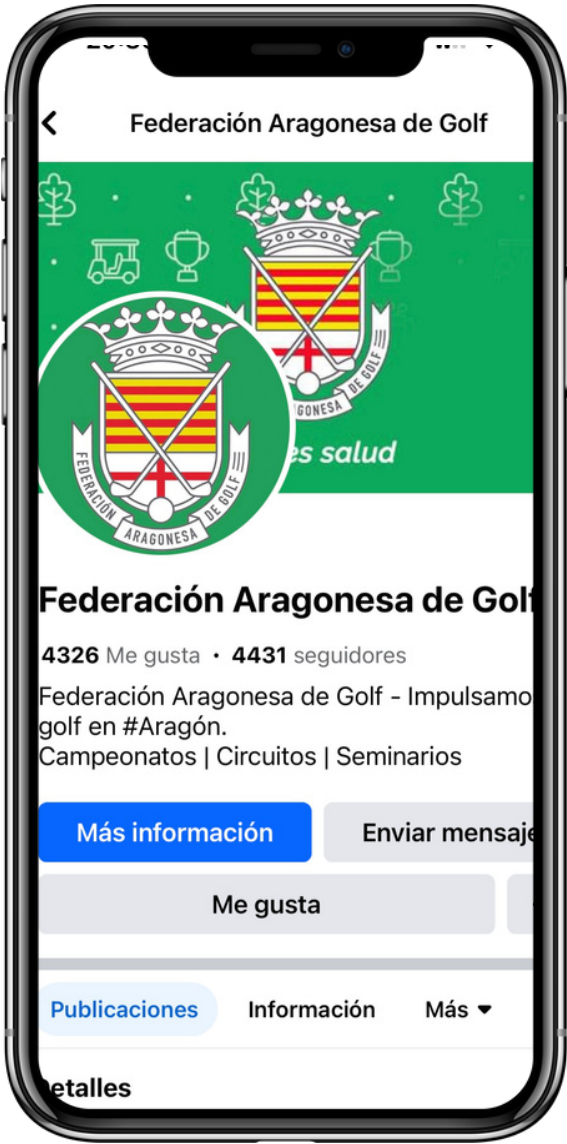 Federación Aragonesa de Golf
ARAGONESA DE GOLF
es salud
FEDERACIÓN ARAGONESA DE GOLF
Federación Aragonesa de Golf
4326 Me gusta • 4431 seguidores
Federación Aragonesa de Golf - Impulsamo
golf en #Aragón.
Campeonatos | Circuitos | Seminarios
Más información
Enviar mensaje
Me gusta
Publicaciones
Información
Más
etalles